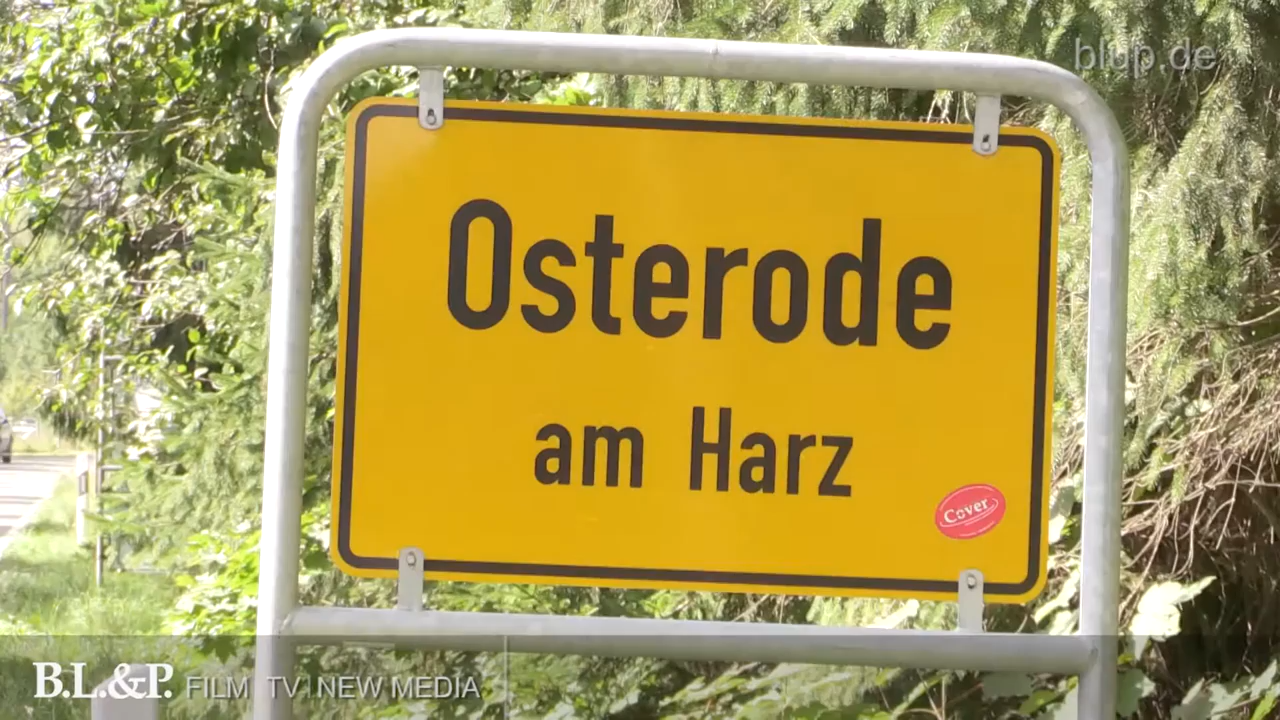 blup.de
Osterode
am Harz
Cover
B.L.&P. FILM TV NEW MEDIA